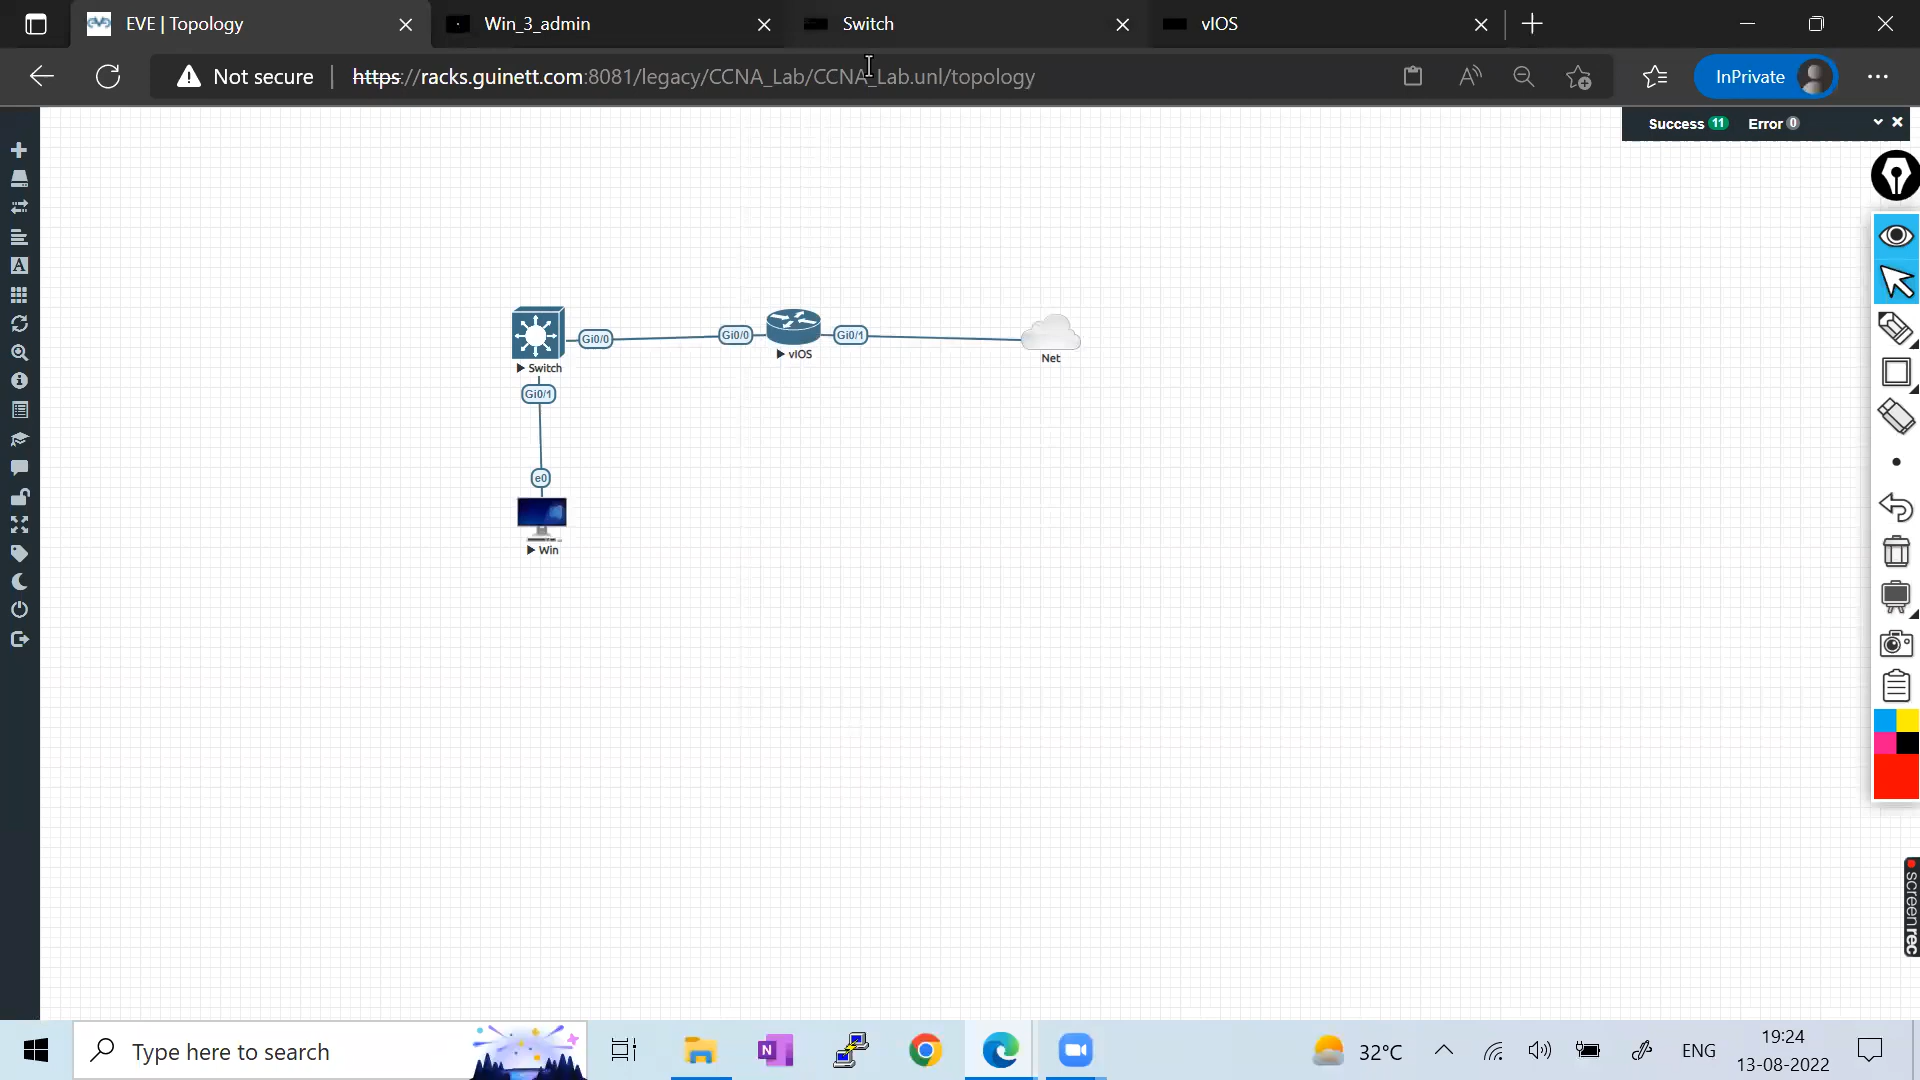 EVE | Topology
Win_3_admin
Switch
vIOS
Not secure
https://racks.guinett.com:8081/legacy/CCNA_Lab/CCNA_Lab.unl/topology
InPrivate
Success 11 Error 0
Gi0/0
Gi0/0
Gi0/1
Switch
vIOS
Net
Gi0/1
e0
Win
screenrec
Type here to search
32°C
ENG
19:24
13-08-2022